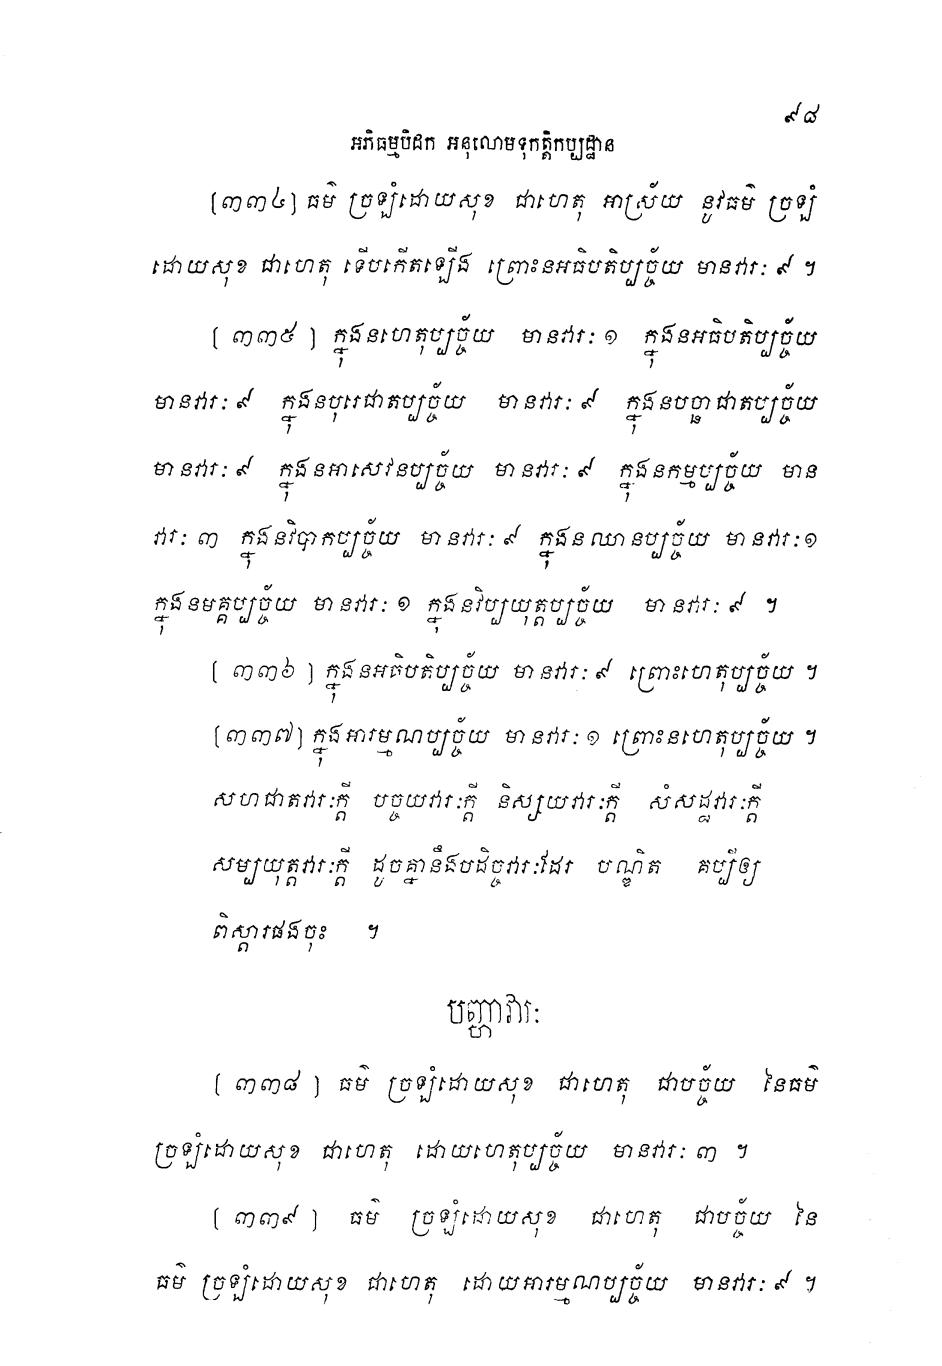 ៩៨
អភិធម្មបិដក អនុលោមទុកត្តិកប្បដ្ឋាន
[៣៣៤] ធម៌ ច្រឡំដោយសុខ ជាហេតុ អាស្រ័យ នូវធម៌ ច្រឡំ
ដោយសុខ ជាហេតុ ទើបកើតឡើង ព្រោះនអធិបតិប្បច្ច័យ មានវារៈ ៩ ។
[ ៣៣៥ ] ក្នុងនហេតុប្បច្ច័យ មានវារៈ ១ ក្នុងនអធិបតិប្បច្ច័យ
មានវារៈ ៩ ក្នុងនបុរេជាតប្បច្ច័យ មានវារៈ ៩ ក្នុងនបច្ឆាជាតប្បច្ច័យ
មានវារៈ ៩ ក្នុងនអាសេវនប្បច្ច័យ មានវារៈ ៩ ក្នុងនកម្មប្បច្ច័យ មាន
វារៈ ៣ ក្នុងនវិបាកប្បច្ច័យ មានវារៈ ៩ ក្នុងនឈានប្បច្ច័យ មានវារៈ ១
ក្នុងនមគ្គប្បច្ច័យ មានវារៈ ១ ក្នុងនវិប្បយុត្តប្បច្ច័យ មានវារៈ ៩ ។
[ ៣៣៦ ] ក្នុងនអធិបតិប្បច្ច័យ មានវារៈ ៩ ព្រោះហេតុប្បច្ច័យ ។
[៣៣៧] ក្នុងអារម្មណប្បច្ច័យ មានវារៈ ១ ព្រោះនហេតុប្បច្ច័យ ។
សហជាតវារៈក្តី បច្ចយវារៈក្តី និស្សយវារៈក្តី សំសដ្ឋវារៈក្តី
សម្បយុត្តវារៈក្តី ដូចគ្នានឹងបដិច្ចវារៈដែរ បណ្ឌិត គប្បីឲ្យ
ពិស្តារផងចុះ ។
បញ្ហាវារៈ
[ ៣៣៨ ] ធម៌ ច្រឡំដោយសុខ ជាហេតុ ជាបច្ច័យ នៃធម៌
ច្រឡំដោយសុខ ជាហេតុ ដោយហេតុប្បច្ច័យ មានវារៈ ៣ ។
[ ៣៣៩ ] ធម៌ ច្រឡំដោយសុខ ជាហេតុ ជាបច្ច័យ នៃ
ធម៌ ច្រឡំដោយសុខ ជាហេតុ ដោយអារម្មណប្បច្ច័យ មានវារៈ ៩ ។